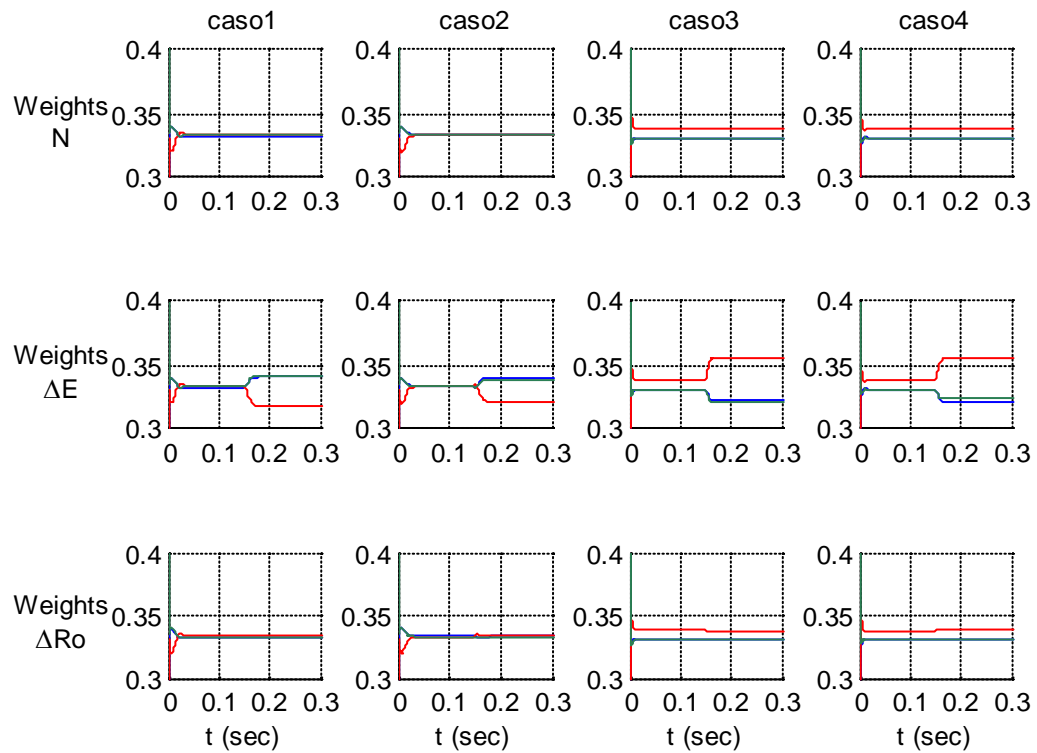 caso1 caso2 caso3 caso4
0.4 0.4 0.4 0.4
Weights
N
0.35 0.35 0.35 0.35
0.3 0.3 0.3 0.3
0 0.1 0.2 0.3 0 0.1 0.2 0.3 0 0.1 0.2 0.3 0 0.1 0.2 0.3
0.4 0.4 0.4 0.4
Weights
ΔE
0.35 0.35 0.35 0.35
0.3 0.3 0.3 0.3
0 0.1 0.2 0.3 0 0.1 0.2 0.3 0 0.1 0.2 0.3 0 0.1 0.2 0.3
0.4 0.4 0.4 0.4
Weights
ΔRo
0.35 0.35 0.35 0.35
0.3 0.3 0.3 0.3
0 0.1 0.2 0.3 0 0.1 0.2 0.3 0 0.1 0.2 0.3 0 0.1 0.2 0.3
t (sec) t (sec) t (sec) t (sec)